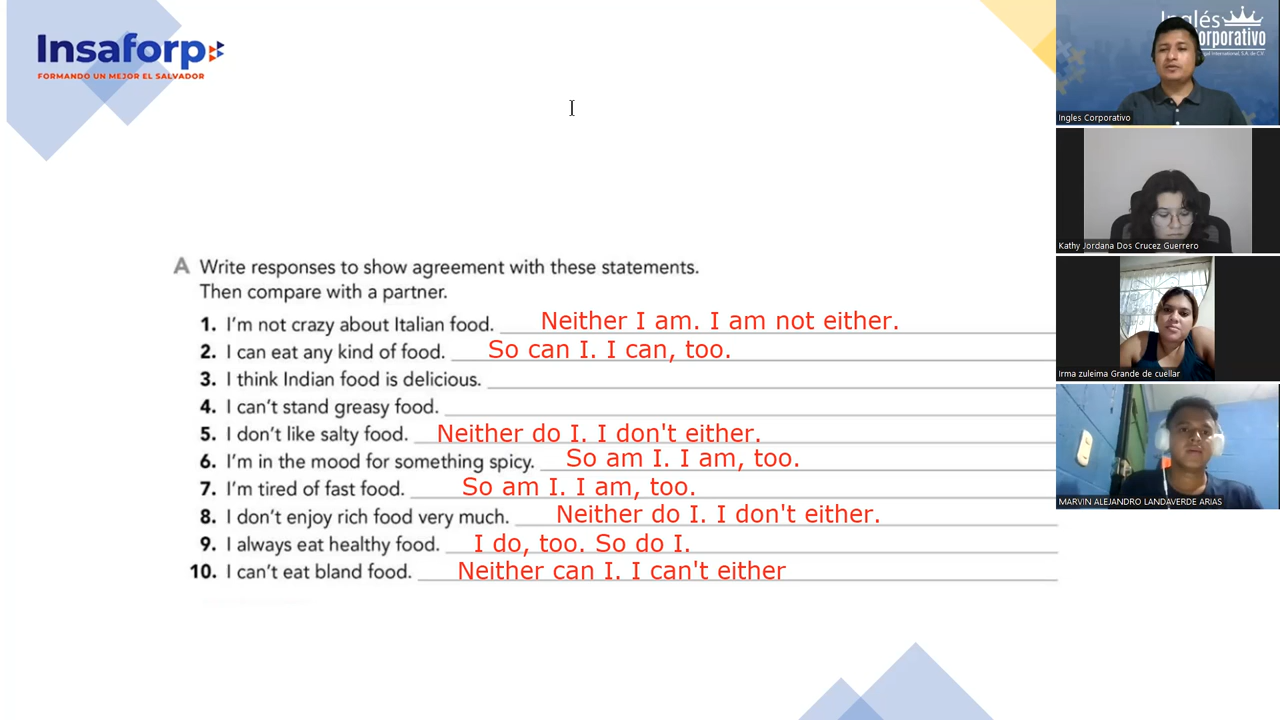 Insaforp
FORMANDO UN MEJOR EL SALVADOR
A Write responses to show agreement with these statements.
Then compare with a partner.
1. I'm not crazy about Italian food. Neither I am. I am not either.
2. I can eat any kind of food. So can I. I can, too.
3. I think Indian food is delicious.
4. I can't stand greasy food.
5. I don't like salty food. Neither do I. I don't either.
6. I'm in the mood for something spicy. So am I. I am, too.
7. I'm tired of fast food. So am I. I am, too.
8. I don't enjoy rich food very much. Neither do I. I don't either.
9. I always eat healthy food. I do, too. So do I.
10. I can't eat bland food. Neither can I. I can't either
Inglés
orporativo
Ingles Corporativo
Kathy Jordana Dos Crucez Guerrero
Irma zuleima Grande de cuellar
MARVIN ALEJANDRO LANDAVERDE ARIAS